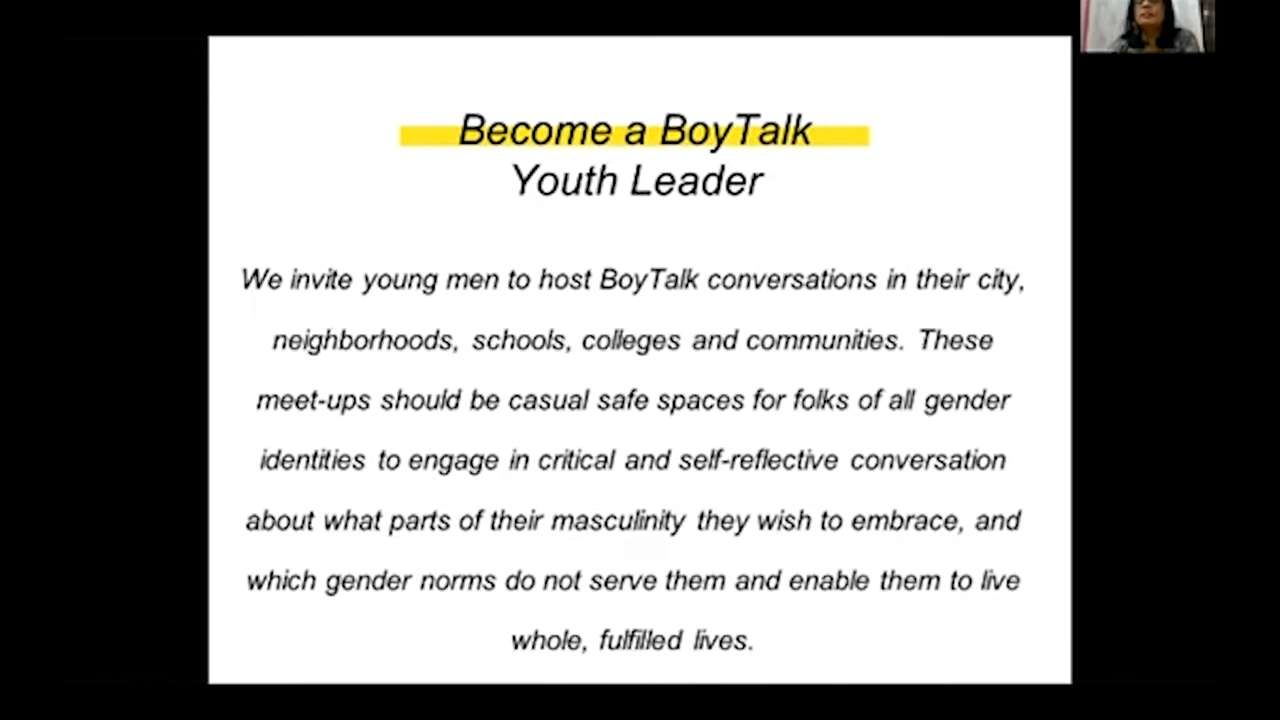 Become a BoyTalk
Youth Leader
We invite young men to host BoyTalk conversations in their city,
neighborhoods, schools, colleges and communities. These
meet-ups should be casual safe spaces for folks of all gender
identities to engage in critical and self-reflective conversation
about what parts of their masculinity they wish to embrace, and
which gender norms do not serve them and enable them to live
whole, fulfilled lives.